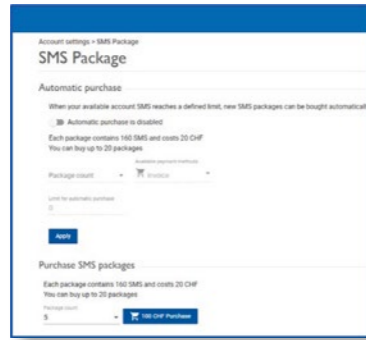 Account settings > SMS Package
SMS Package
Automatic purchase
When your available account SMS reaches a defined limit, new SMS packages can be bought automatical
Automatic purchase is disabled
Each package contains 160 SMS and costs 20 CHF
You can buy up to 20 packages
Available payment methods
Package count
Invoice
Limit for automatic purchase
0
Apply
Purchase SMS packages
Each package contains 160 SMS and costs 20 CHF
You can buy up to 20 packages
Package count
5
100 CHF Purchase